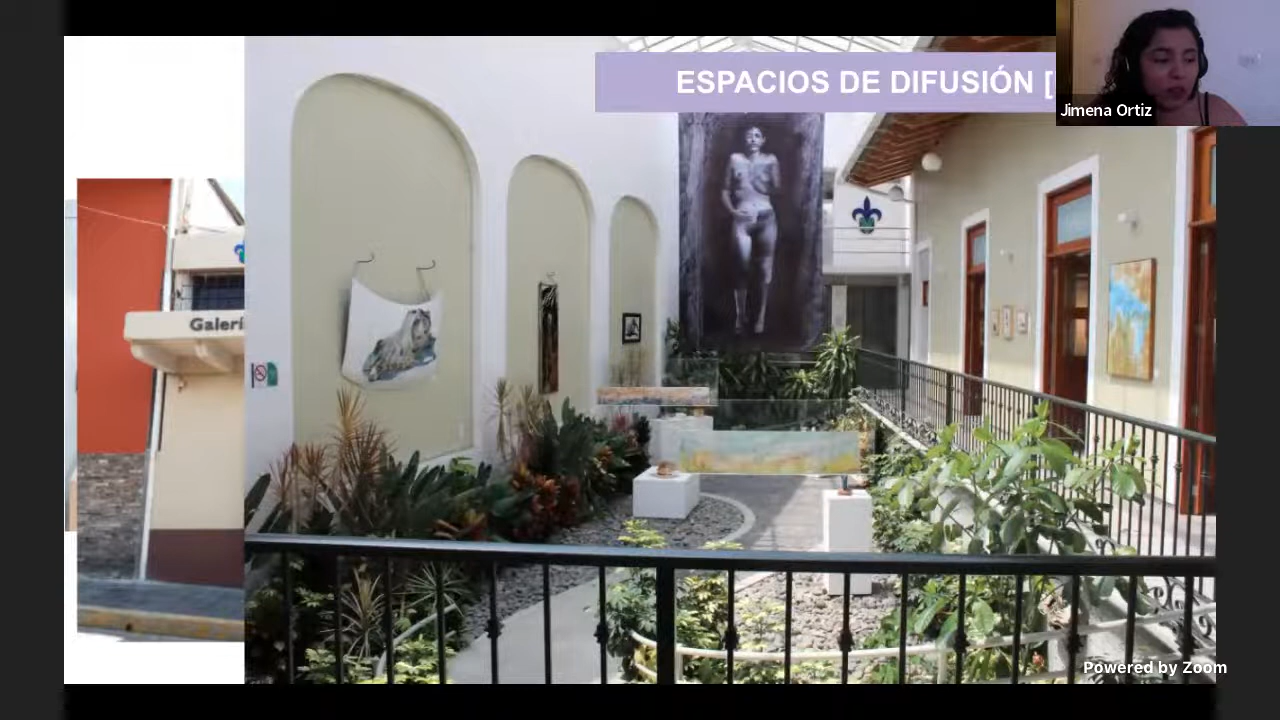 ESPACIOS DE DIFUSIÓN [
Jimena Ortiz
Galerí
Powered by Zoom